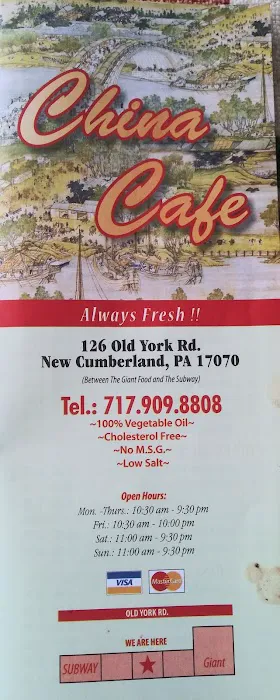 China
Cafe
Always Fresh !!
126 Old York Rd.
New Cumberland, PA 17070
(Between The Giant Food and The Subway)
Tel.: 717.909.8808
~100% Vegetable Oil~
~Cholesterol Free~
~No M.S.G.~
~Low Salt~
Open Hours:
Mon. -Thurs.: 10:30 am - 9:30 pm
Fri.: 10:30 am - 10:00 pm
Sat.: 11:00 am - 9:30 pm
Sun.: 11:00 am - 9:30 pm
VISA MasterCard
OLD YORK RD.
WE ARE HERE
SUBWAY Giant